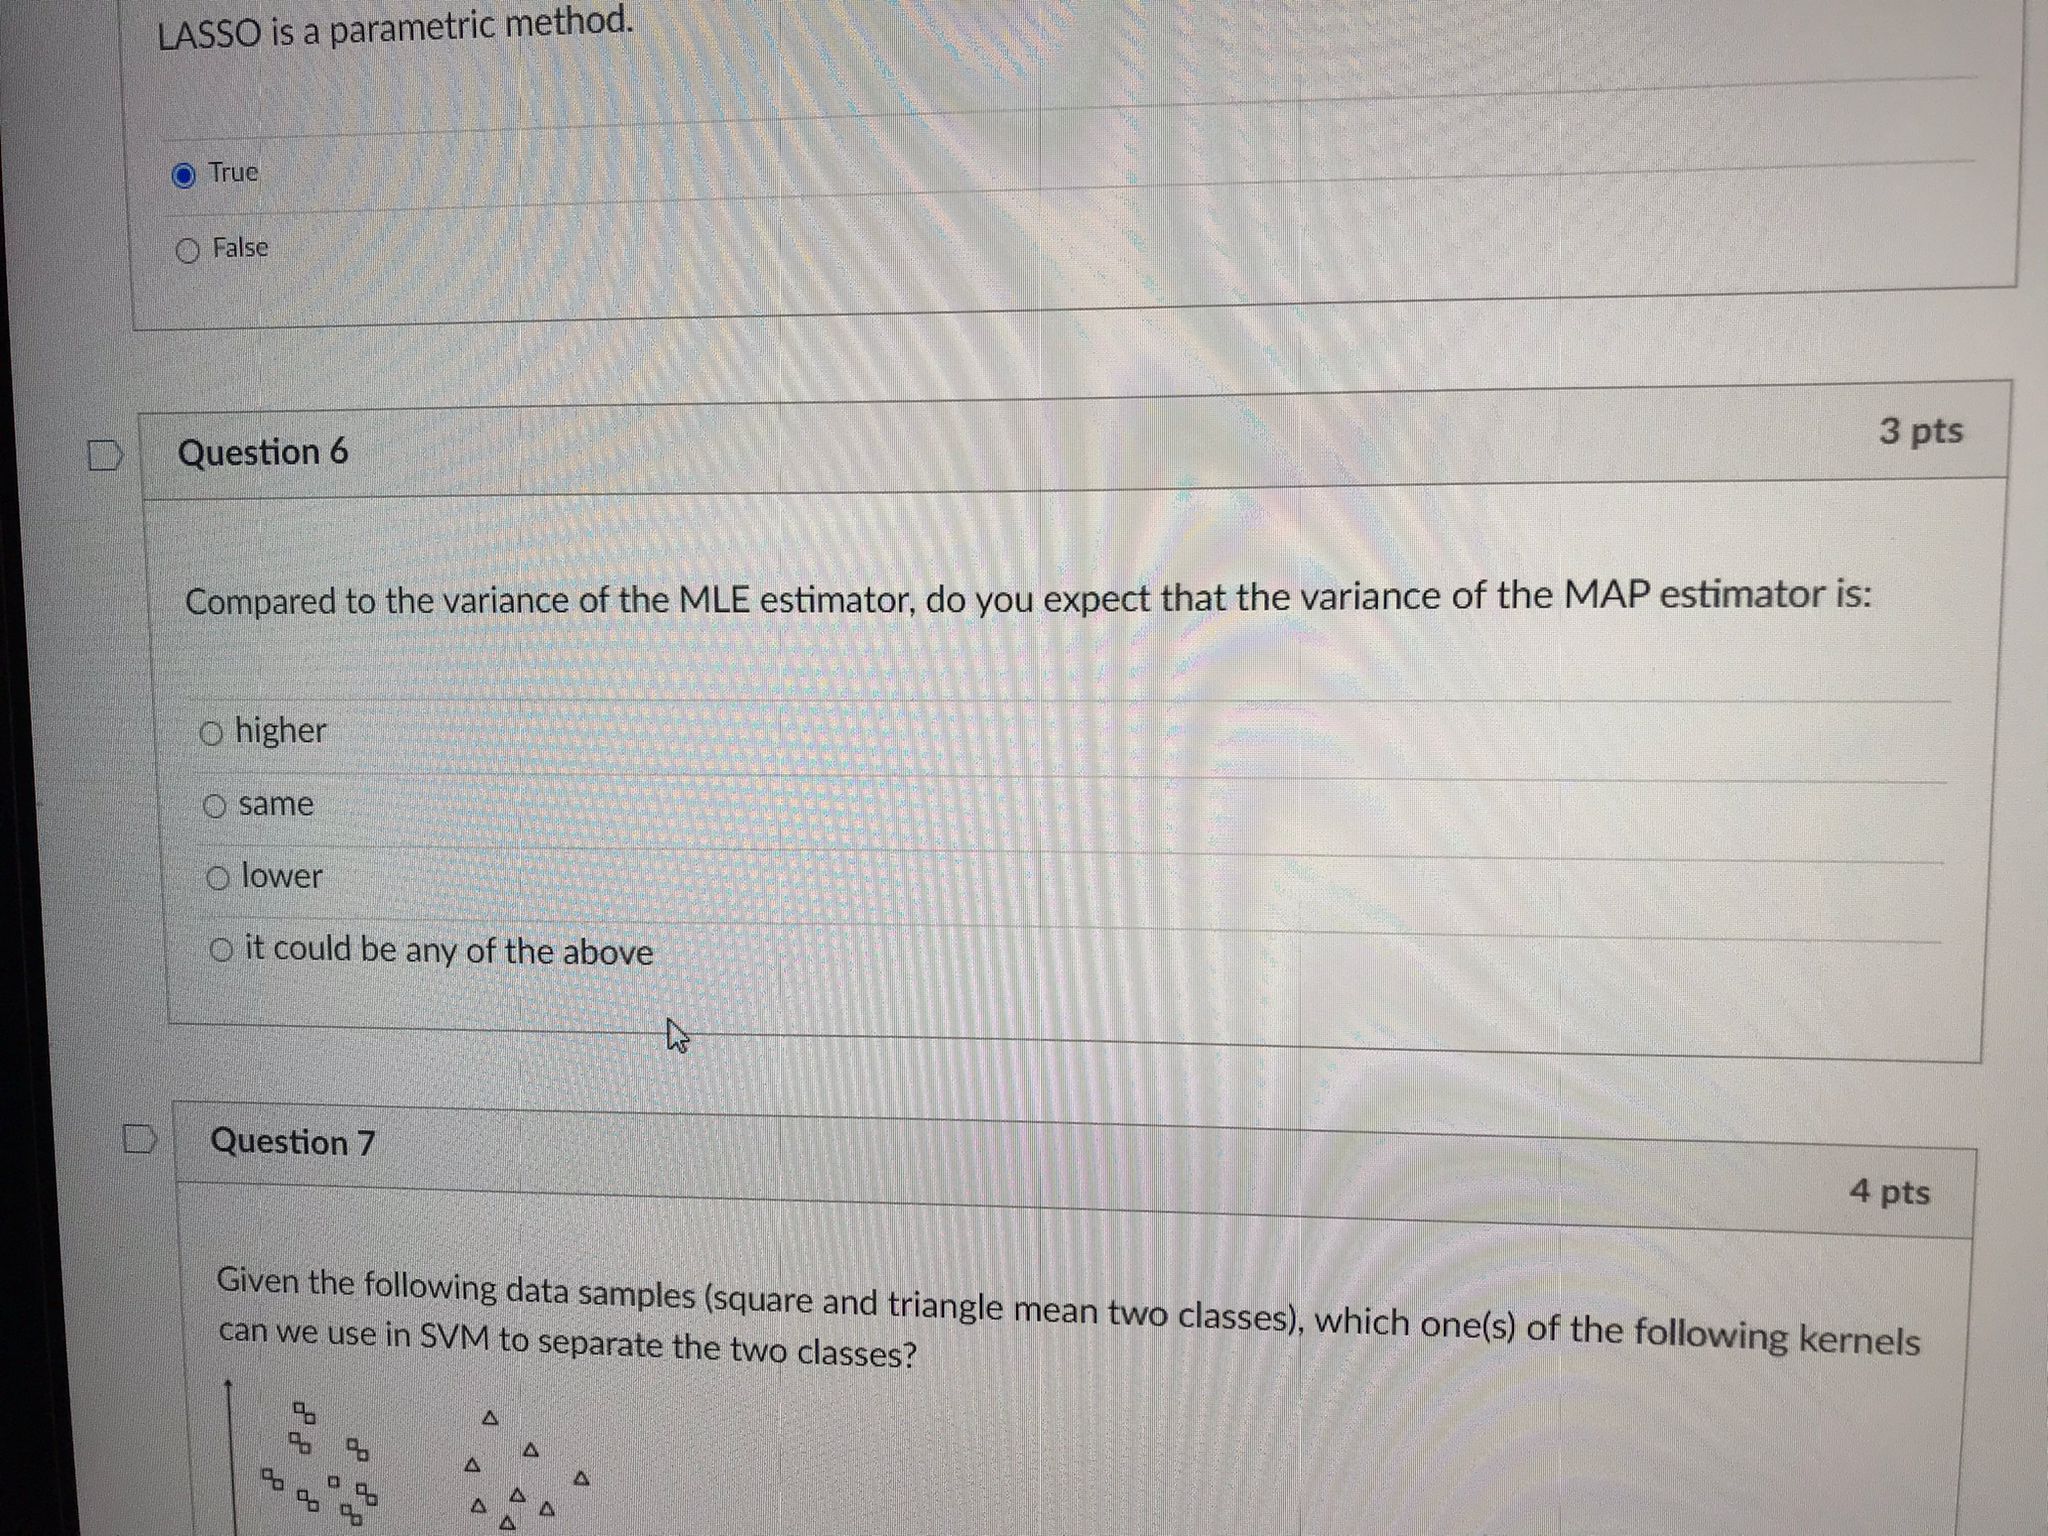 LASSO is a parametric method.
True
False
Question 6
3 pts
Compared to the variance of the MLE estimator, do you expect that the variance of the MAP estimator is:
higher
same
lower
it could be any of the above
Question 7
4 pts
Given the following data samples (square and triangle mean two classes), which one(s) of the following kernels
can we use in SVM to separate the two classes?